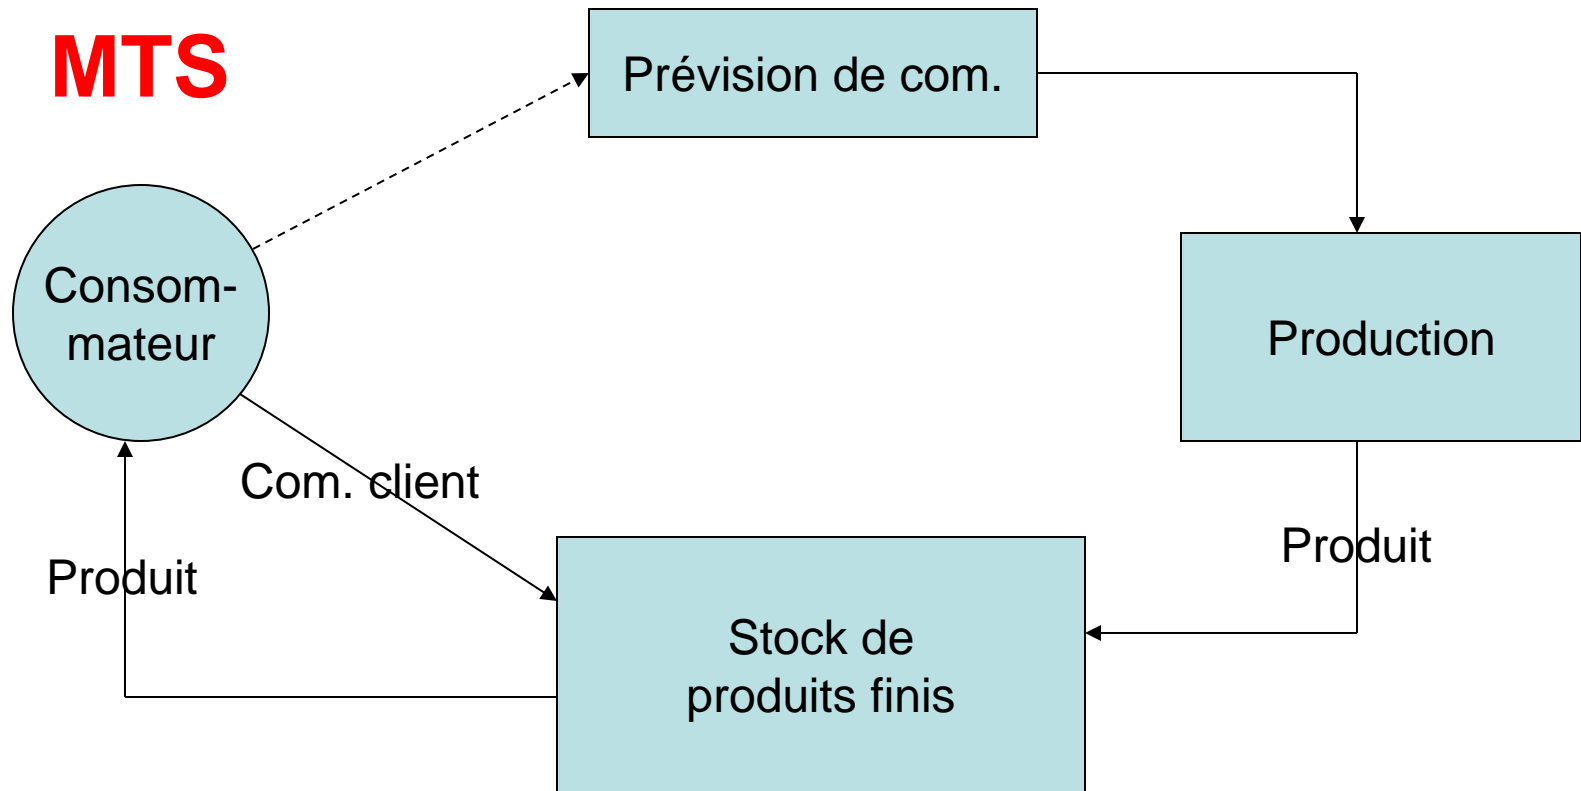 MTS
Prévision de com.
Consom-
mateur
Production
Com. client
Produit
Produit
Stock de
produits finis